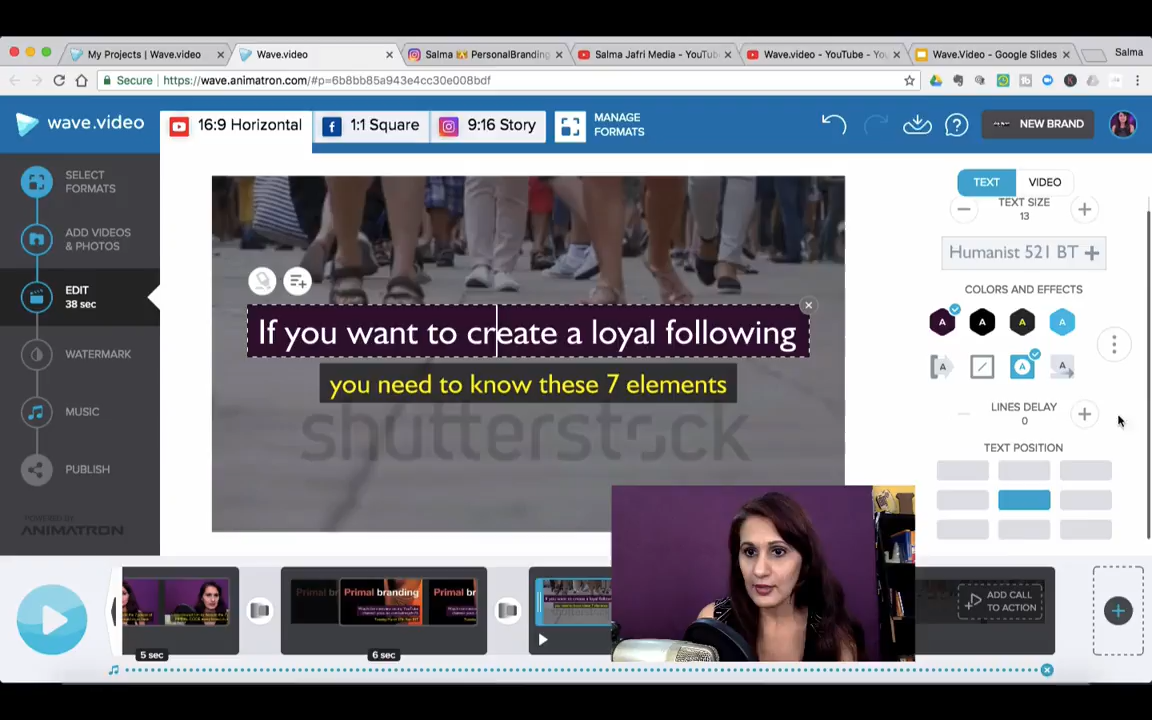 My Projects | Wave.video
Wave.video
Salma PersonalBranding
Salma Jafri Media - YouTub
Wave.video - YouTube - Yo
Wave.Video - Google Slides
Salma
Secure
https://wave.animatron.com/#p=6b8bb85a943e4cc30e008bdf
wave.video
16:9 Horizontal
1:1 Square
9:16 Story
MANAGE
FORMATS
NEW BRAND
SELECT
FORMATS
ADD VIDEOS
& PHOTOS
EDIT
38 sec
WATERMARK
MUSIC
PUBLISH
POWERED BY
ANIMATRON
If you want to create a loyal following
you need to know these 7 elements
shutterstock
TEXT
VIDEO
TEXT SIZE
13
Humanist 521 BT
COLORS AND EFFECTS
A A A A
A A A
LINES DELAY
0
TEXT POSITION
Primal branding
5 sec
6 sec
ADD CALL
TO ACTION